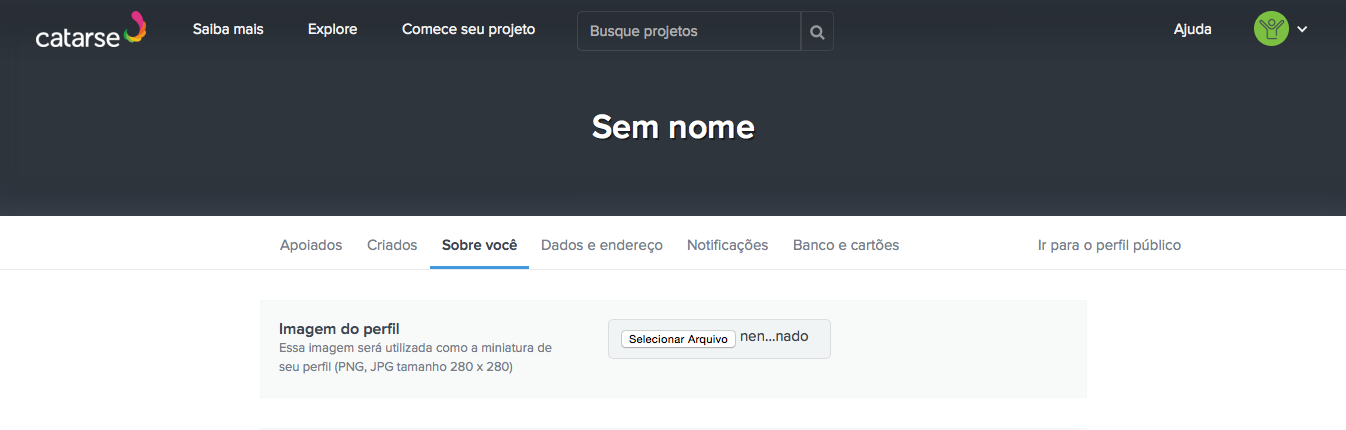 catarse
Saiba mais
Explore
Comece seu projeto
Busque projetos
Ajuda
Sem nome
Apoiados
Criados
Sobre você
Dados e endereço
Notificações
Banco e cartões
Ir para o perfil público
Imagem do perfil
Essa imagem será utilizada como a miniatura de
seu perfil (PNG, JPG tamanho 280 x 280)
Selecionar Arquivo nen...nado